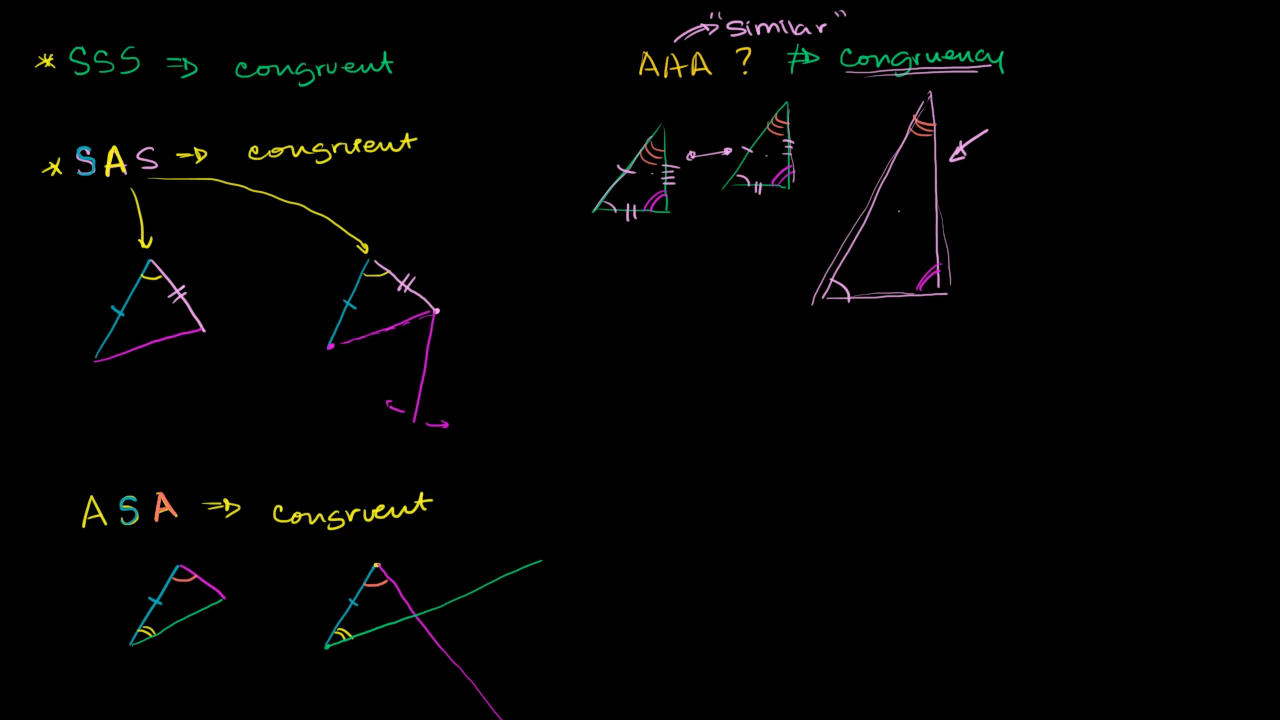 * SSS ⇒ congruent
* SAS ⇒ congruent
ASA ⇒ congruent
"Similar"
AAA ? ⇏ congruency